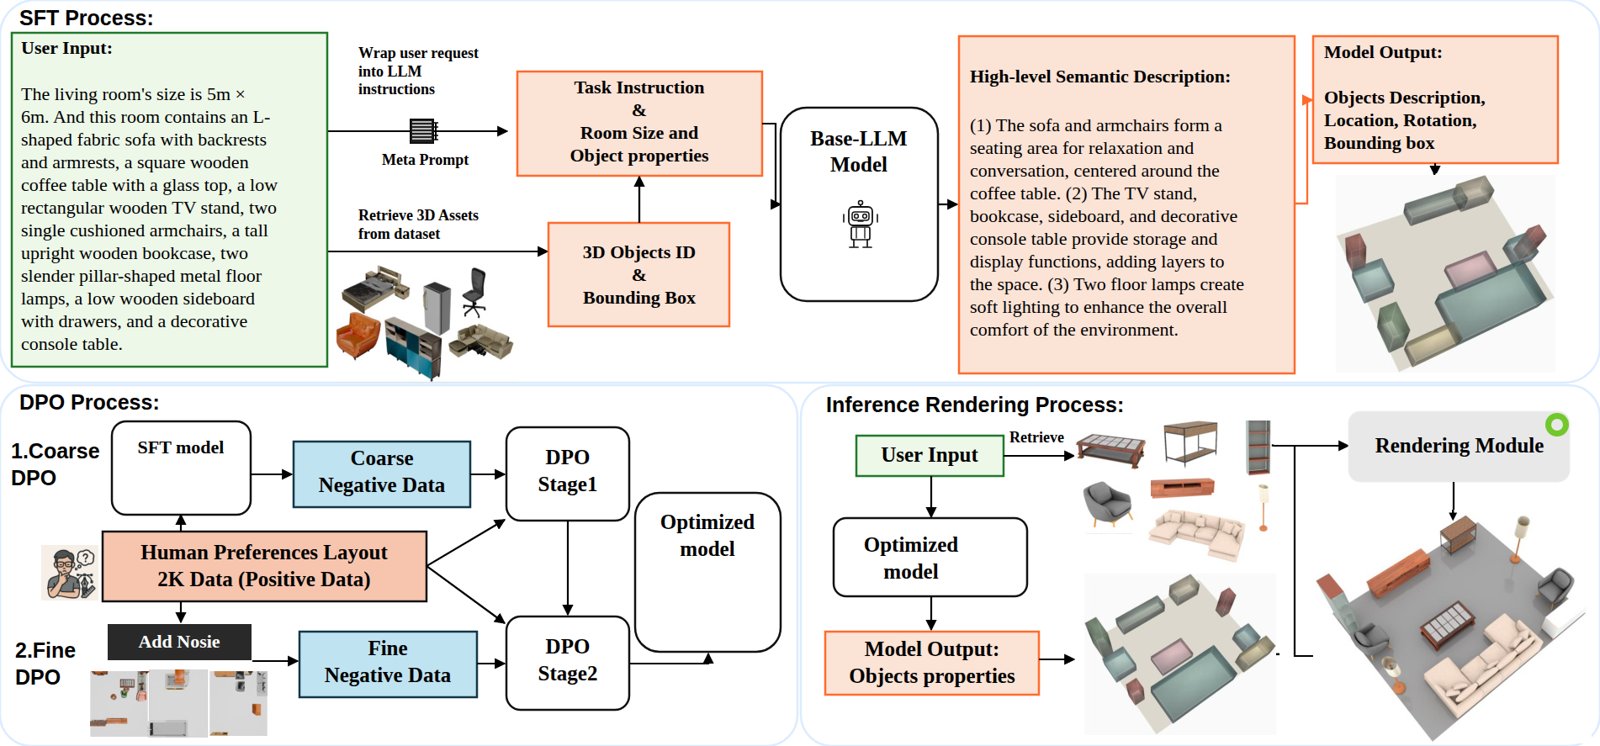 SFT Process:
User Input:
The living room's size is 5m ×
6m. And this room contains an L-
shaped fabric sofa with backrests
and armrests, a square wooden
coffee table with a glass top, a low
rectangular wooden TV stand, two
single cushioned armchairs, a tall
upright wooden bookcase, two
slender pillar-shaped metal floor
lamps, a low wooden sideboard
with drawers, and a decorative
console table.
Wrap user request
into LLM
instructions
Meta Prompt
Retrieve 3D Assets
from dataset
Task Instruction
&
Room Size and
Object properties
3D Objects ID
&
Bounding Box
Base-LLM
Model
High-level Semantic Description:
(1) The sofa and armchairs form a
seating area for relaxation and
conversation, centered around the
coffee table. (2) The TV stand,
bookcase, sideboard, and decorative
console table provide storage and
display functions, adding layers to
the space. (3) Two floor lamps create
soft lighting to enhance the overall
comfort of the environment.
Model Output:
Objects Description,
Location, Rotation,
Bounding box
DPO Process:
1.Coarse
DPO
SFT model
Coarse
Negative Data
DPO
Stage1
Human Preferences Layout
2K Data (Positive Data)
Optimized
model
2.Fine
DPO
Add Nosie
Fine
Negative Data
DPO
Stage2
Inference Rendering Process:
User Input
Retrieve
Rendering Module
Optimized
model
Model Output:
Objects properties